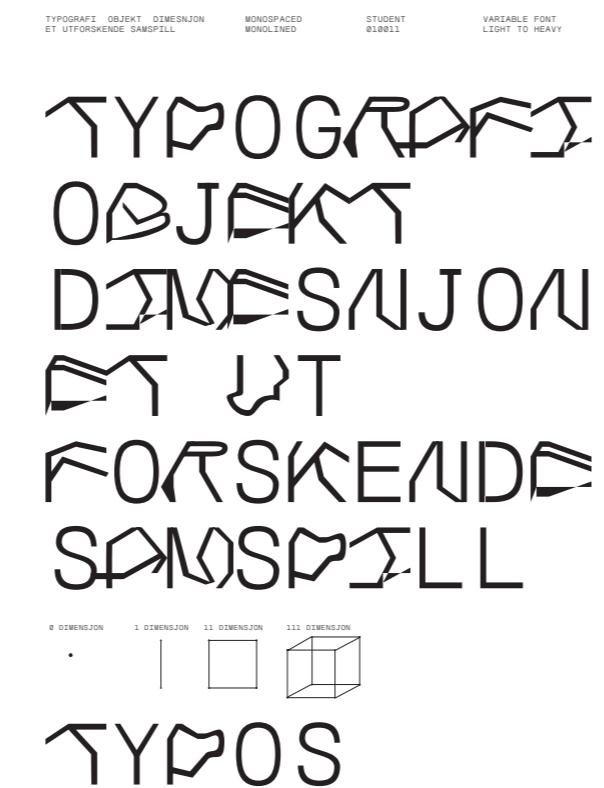 TYPOGRAFI OBJEKT DIMESNJON
ET UTFORSKENDE SAMSPILL
MONOSPACED
MONOLINED
STUDENT
010011
VARIABLE FONT
LIGHT TO HEAVY
TYPOGRAFI
OBJEKT
DIMESNJON
ET UT
FORSKENDE
SAMSPILL
0 DIMENSJON
1 DIMENSJON
11 DIMENSJON
111 DIMENSJON
TYPOS